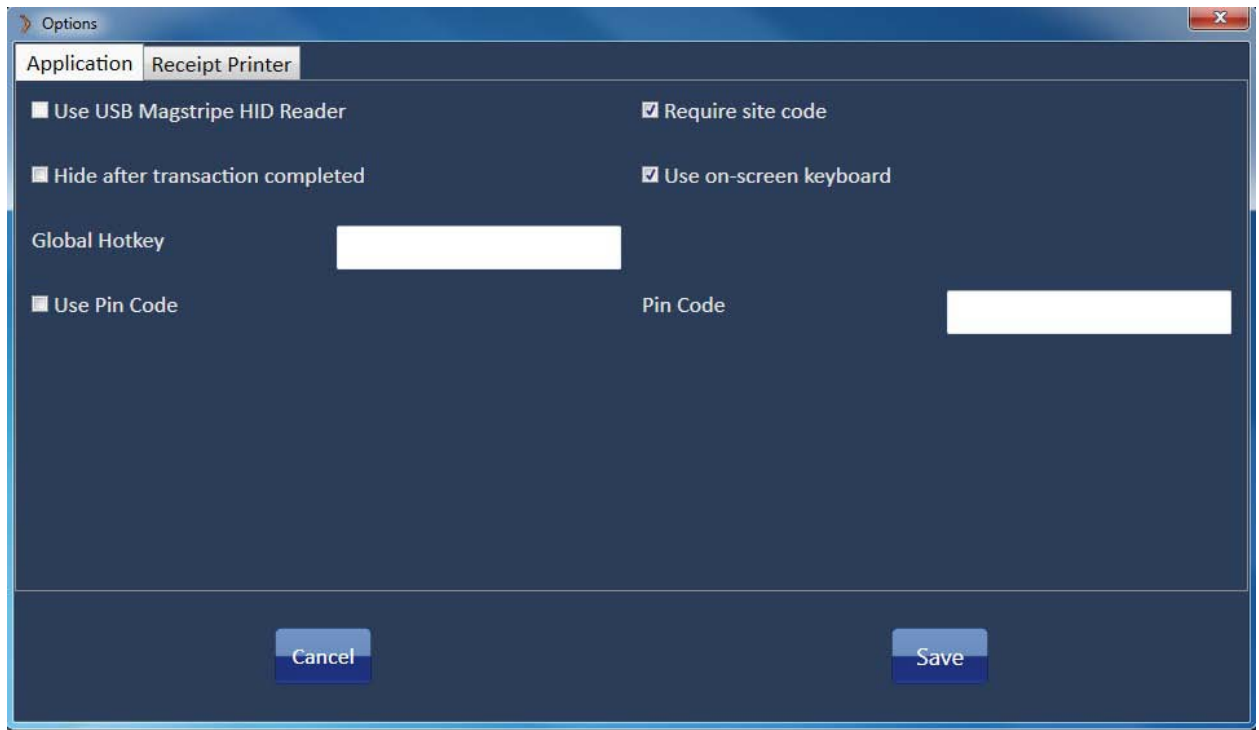 Options
Application Receipt Printer
Use USB Magstripe HID Reader Require site code
Hide after transaction completed Use on-screen keyboard
Global Hotkey
Use Pin Code Pin Code
Cancel Save